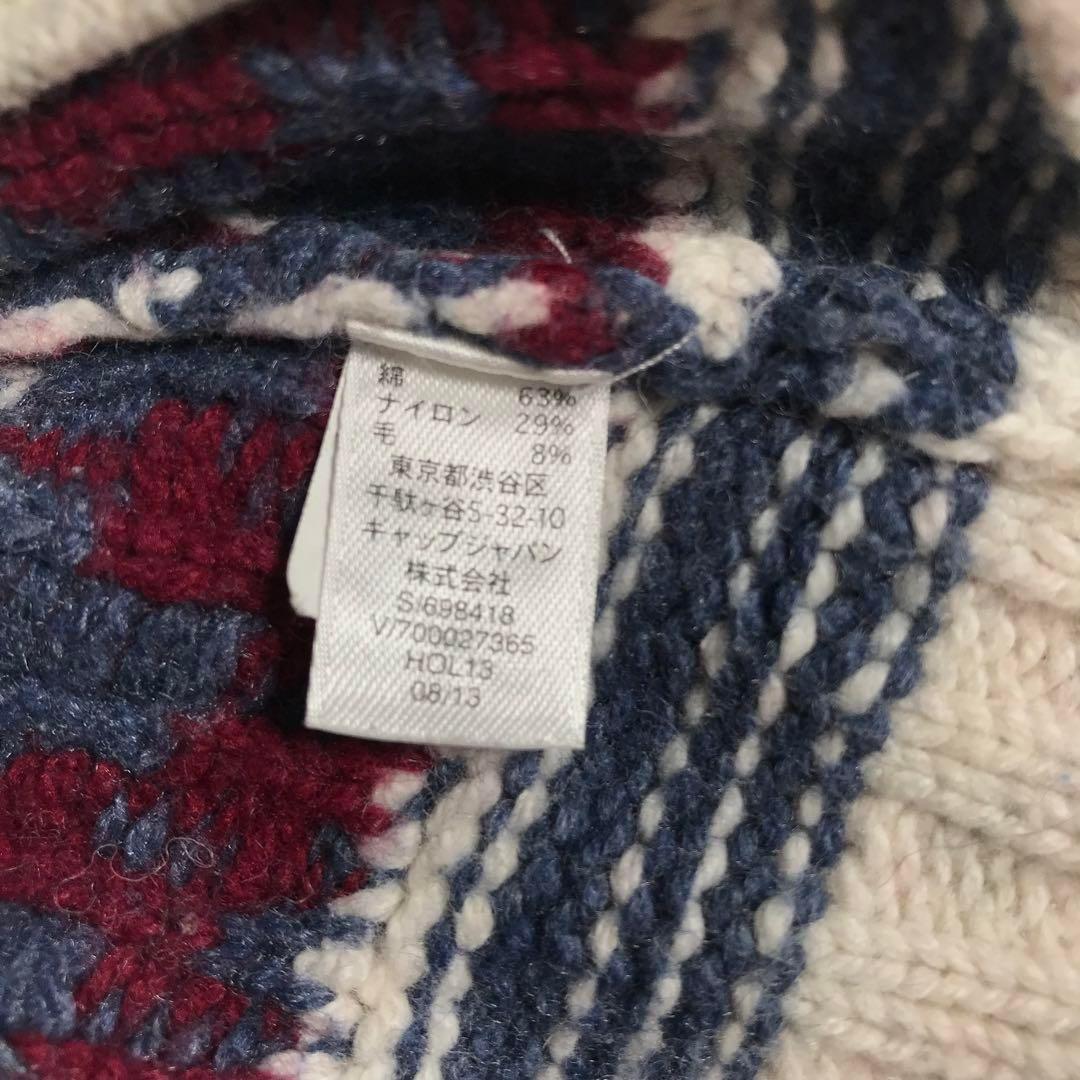 綿 63%
ナイロン 29%
毛 8%
東京都渋谷区
千駄ヶ谷5-32-10
ギャップジャパン
株式会社
S/698418
V/700027365
HOL13
08/13